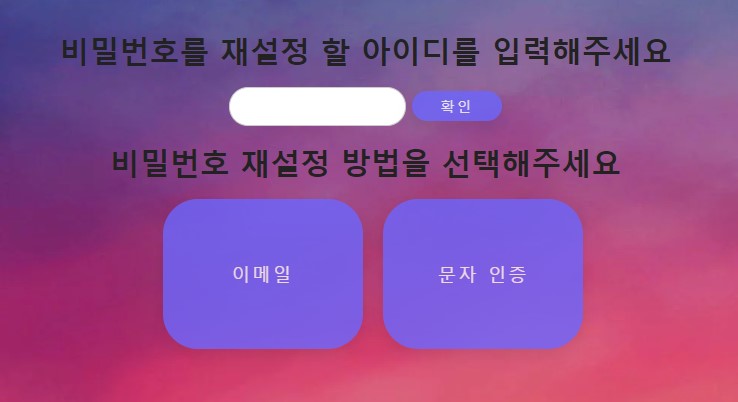 비밀번호를 재설정 할 아이디를 입력해주세요
확인
비밀번호 재설정 방법을 선택해주세요
이메일
문자 인증